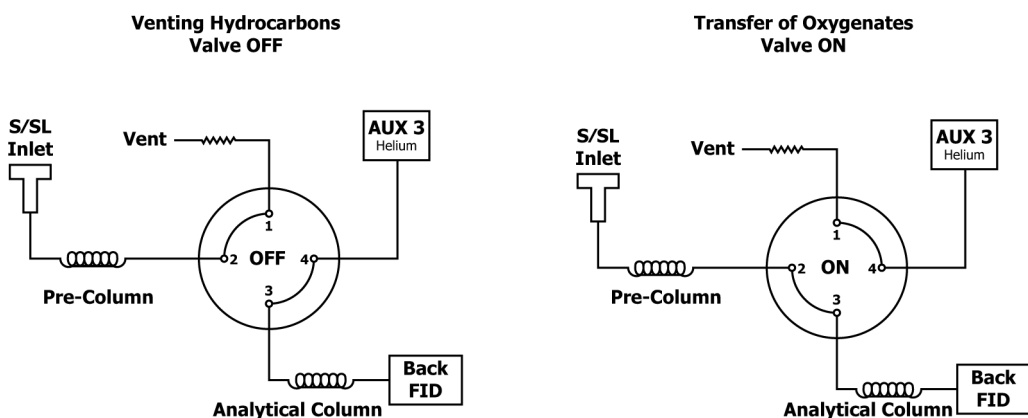 Venting Hydrocarbons
Valve OFF
S/SL
Inlet
Vent
AUX 3
Helium
1
2
OFF
4
3
Pre-Column
Back
FID
Analytical Column
Transfer of Oxygenates
Valve ON
S/SL
Inlet
Vent
AUX 3
Helium
1
2
ON
4
3
Pre-Column
Back
FID
Analytical Column